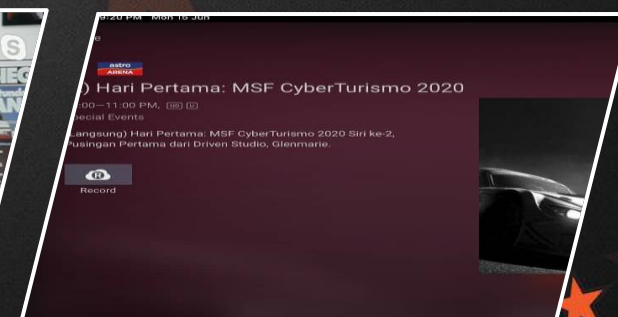 9:20 PM Mon 15 Jun
astro
ARENA
) Hari Pertama: MSF CyberTurismo 2020
:00—11:00 PM, HD U
pecial Events
Langsung) Hari Pertama: MSF CyberTurismo 2020 Siri ke-2,
Pusingan Pertama dari Driven Studio, Glenmarie.
R
Record
S